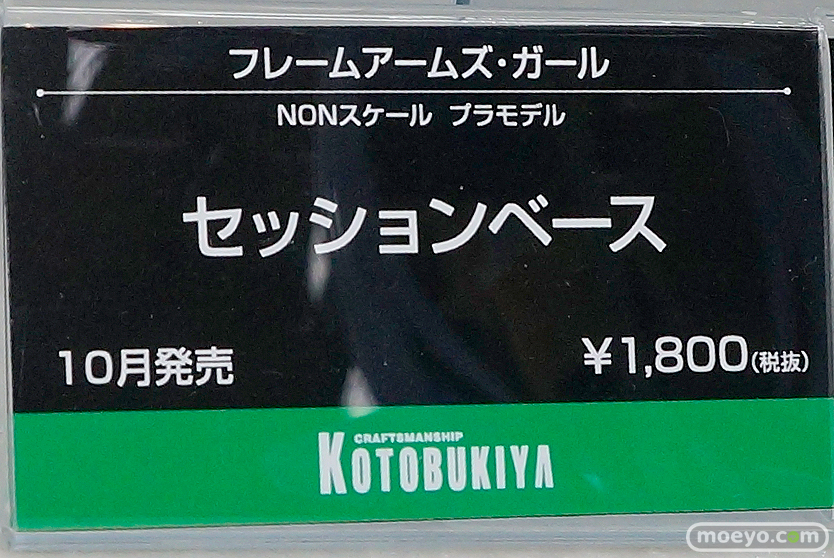 フレームアームズ・ガール
NONスケール プラモデル
セッションベース
10月発売
¥1,800(税抜)
CRAFTSMANSHIP
KOTOBUKIYA
moeyo.com